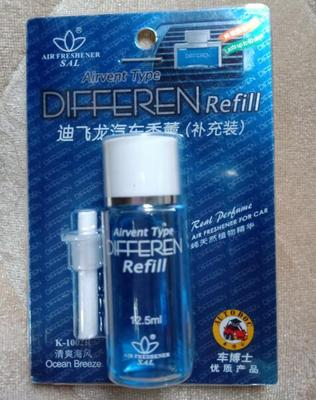 AIR FRESHENER
SAL
Airvent Type
DIFFEREN Refill
迪飞龙汽车香薰(补充装)
Airvent Type
DIFFEREN
Refill
12.5ml
AIR FRESHENER
SAL
Real Perfume
AIR FRESHENER FOR CAR
纯天然植物精华
K-1002R
清爽海风
Ocean Breeze
AUTO DOC
车博士
优质产品